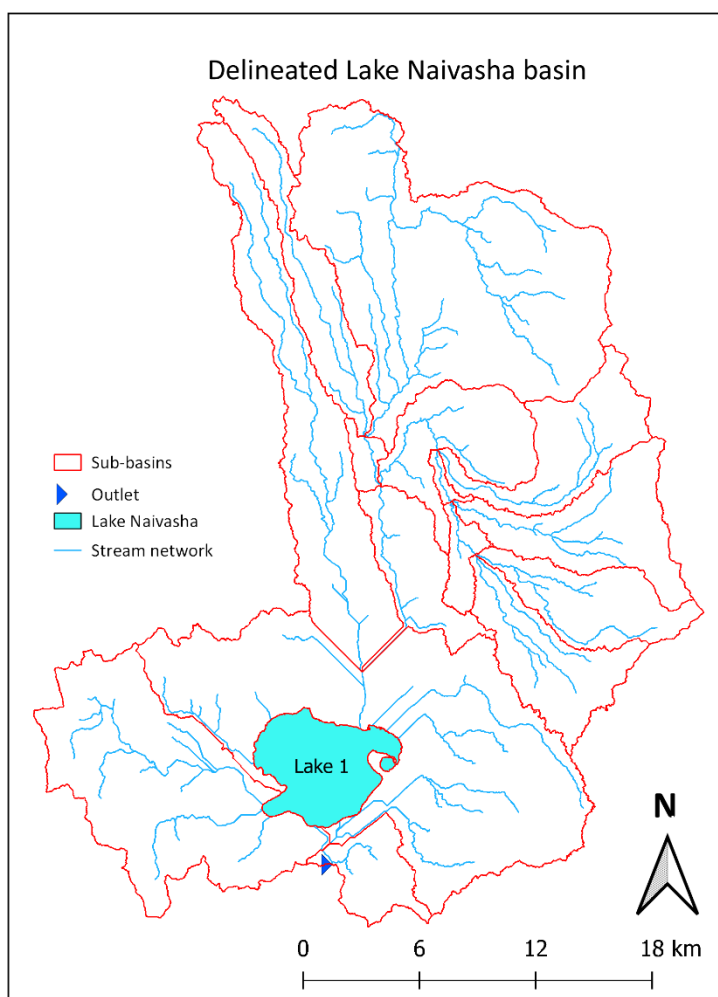 Delineated Lake Naivasha basin
Sub-basins
Outlet
Lake Naivasha
Stream network
Lake 1
N
0 6 12 18 km